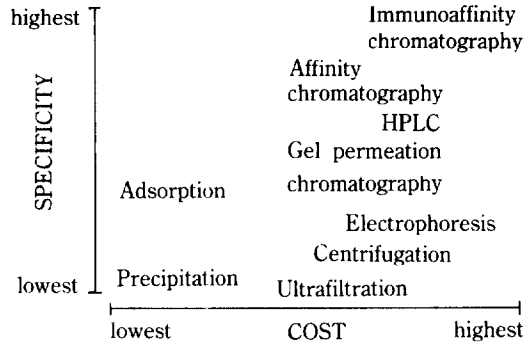 highest
Immunoaffinity
chromatography
Affinity
chromatography
HPLC
Gel permeation
chromatography
SPECIFICITY
Adsorption
Electrophoresis
Centrifugation
Precipitation
lowest
Ultrafiltration
lowest COST highest